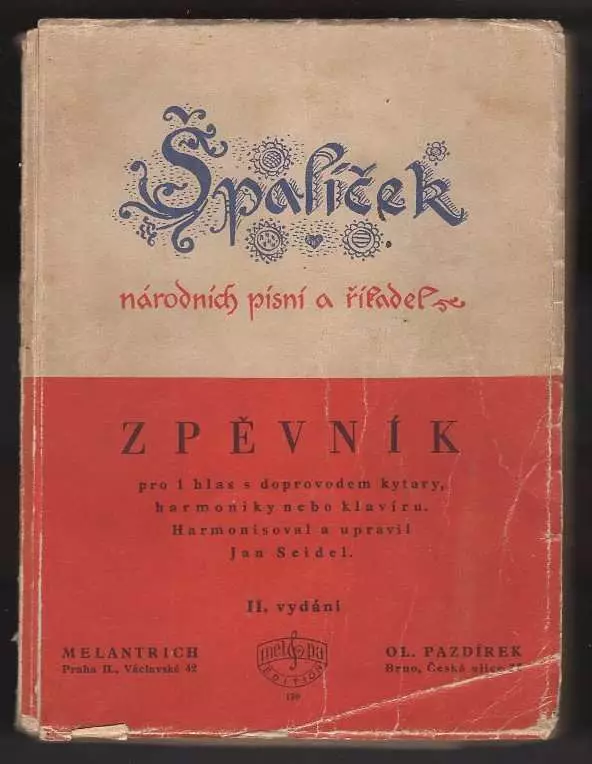 Špalíček
národních písní a říkadel
ZPĚVNÍK
pro 1 hlas s doprovodem kytary,
harmoniky nebo klavíru.
Harmonisoval a upravil
Jan Seidel.
II. vydání
MELANTRICH
Praha II., Václavské 42
EDITION
OL. PAZDÍREK
Brno, Česká ulice